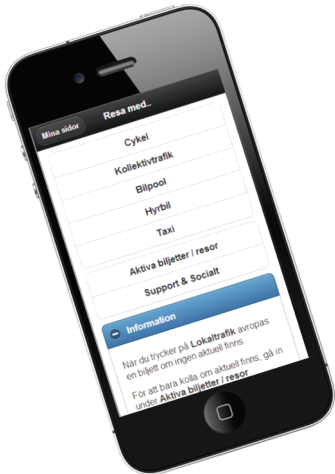 Mina sidor
Resa med..
Cykel
Kollektivtrafik
Bilpool
Hyrbil
Taxi
Aktiva biljetter / resor
Support & Socialt
Information
När du trycker på Lokaltrafik avropas
en biljett om ingen aktuell finns.
För att bara kolla om aktuell finns, gå in
under Aktiva biljetter / resor